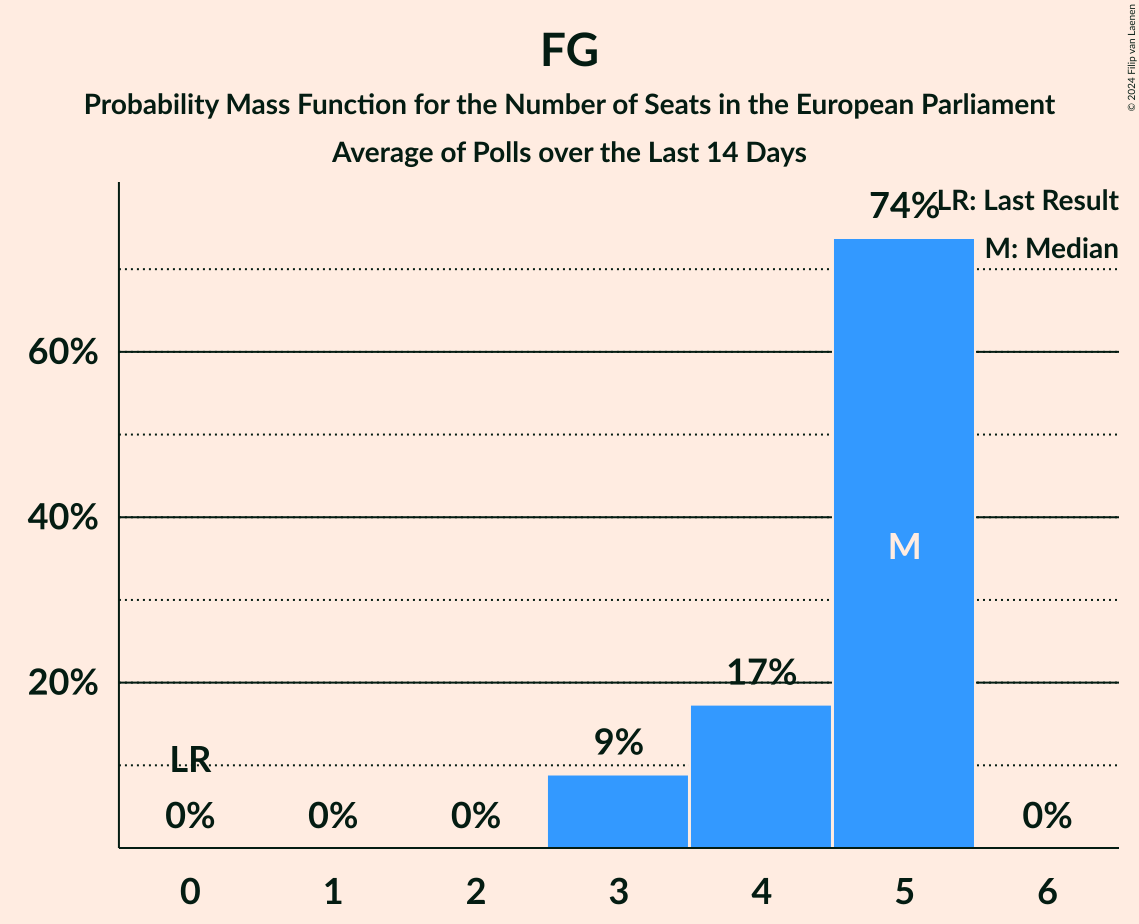 FG
Probability Mass Function for the Number of Seats in the European Parliament
Average of Polls over the Last 14 Days
© 2024 Filip van Laenen
LR: Last Result
M: Median
74%
60%
40%
M
20%
17%
9%
LR
0%
0%
0%
0%
0
1
2
3
4
5
6